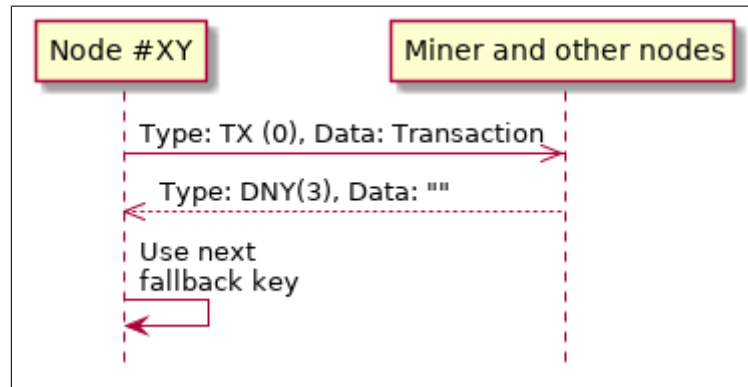 Node #XY
Miner and other nodes
Type: TX (0), Data: Transaction
Type: DNY(3), Data: ""
Use next
fallback key